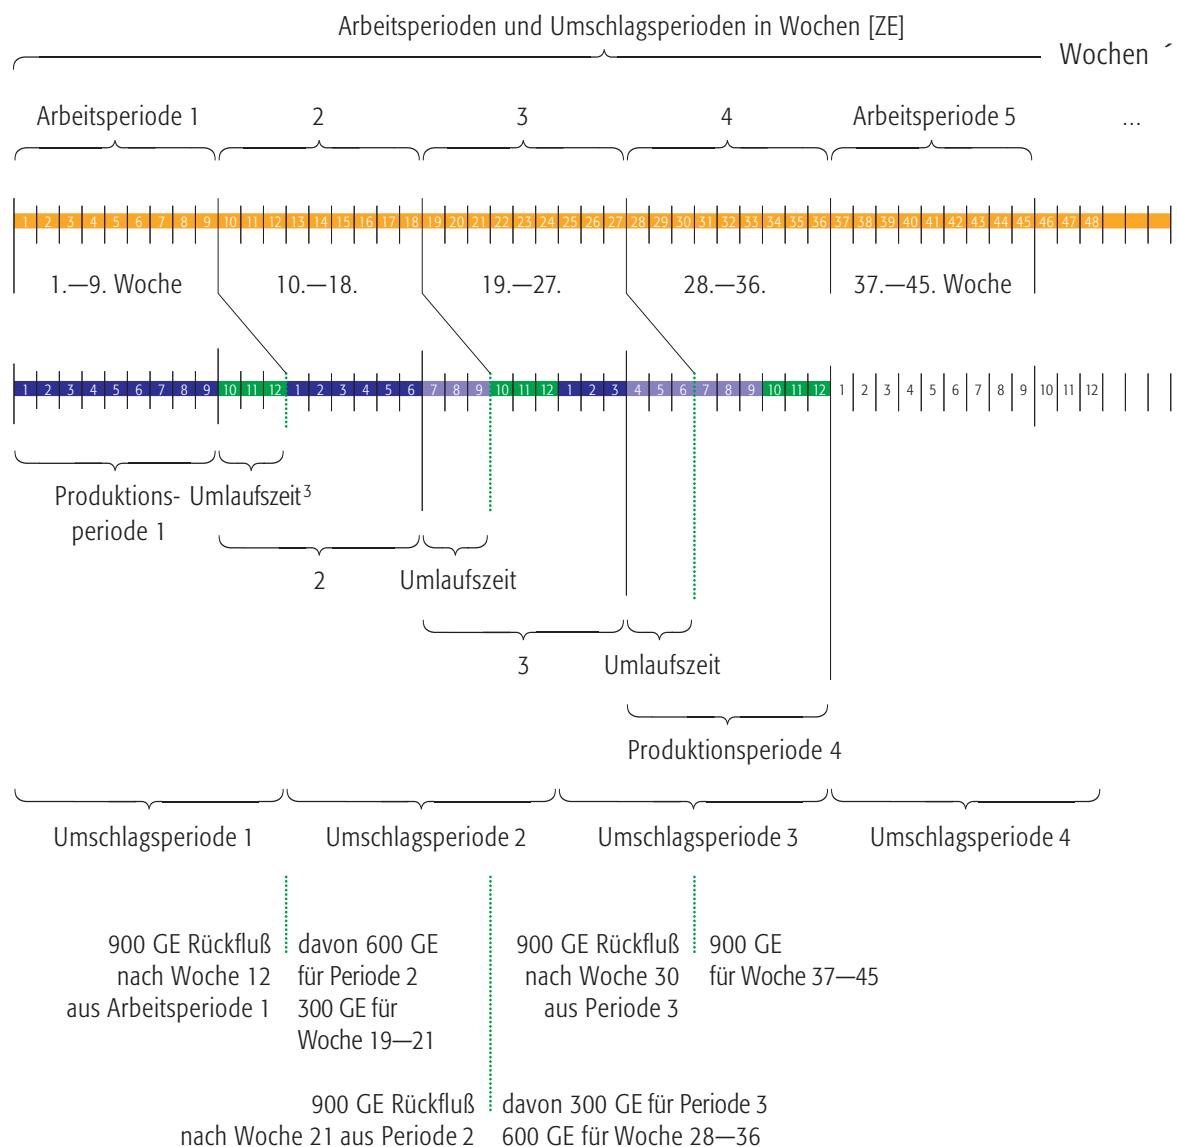 Arbeitsperioden und Umschlagsperioden in Wochen [ZE]
Wochen ´
Arbeitsperiode 1 2 3 4 Arbeitsperiode 5 ...
1 2 3 4 5 6 7 8 9 10 11 12 13 14 15 16 17 18 19 20 21 22 23 24 25 26 27 28 29 30 31 32 33 34 35 36 37 38 39 40 41 42 43 44 45 46 47 48
1.—9. Woche 10.—18. 19.—27. 28.—36. 37.—45. Woche
1 2 3 4 5 6 7 8 9 10 11 12 1 2 3 4 5 6 7 8 9 10 11 12 1 2 3 4 5 6 7 8 9 10 11 12 1 2 3 4 5 6 7 8 9 10 11 12
Produktions- Umlaufszeit³
periode 1
2 Umlaufszeit
3 Umlaufszeit
Produktionsperiode 4
Umschlagsperiode 1 Umschlagsperiode 2 Umschlagsperiode 3 Umschlagsperiode 4
900 GE Rückfluß
nach Woche 12
aus Arbeitsperiode 1
davon 600 GE
für Periode 2
300 GE für
Woche 19—21
900 GE Rückfluß
nach Woche 30
aus Periode 3
900 GE
für Woche 37—45
900 GE Rückfluß
nach Woche 21 aus Periode 2
davon 300 GE für Periode 3
600 GE für Woche 28—36